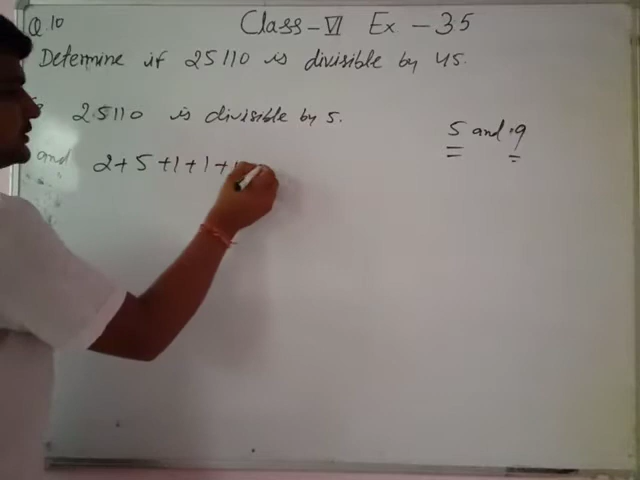 Q.10 Class-VI Ex-35
Determine if 25110 is divisible by 45.
25110 is divisible by 5.
5 and 9
and 2+5+1+1+